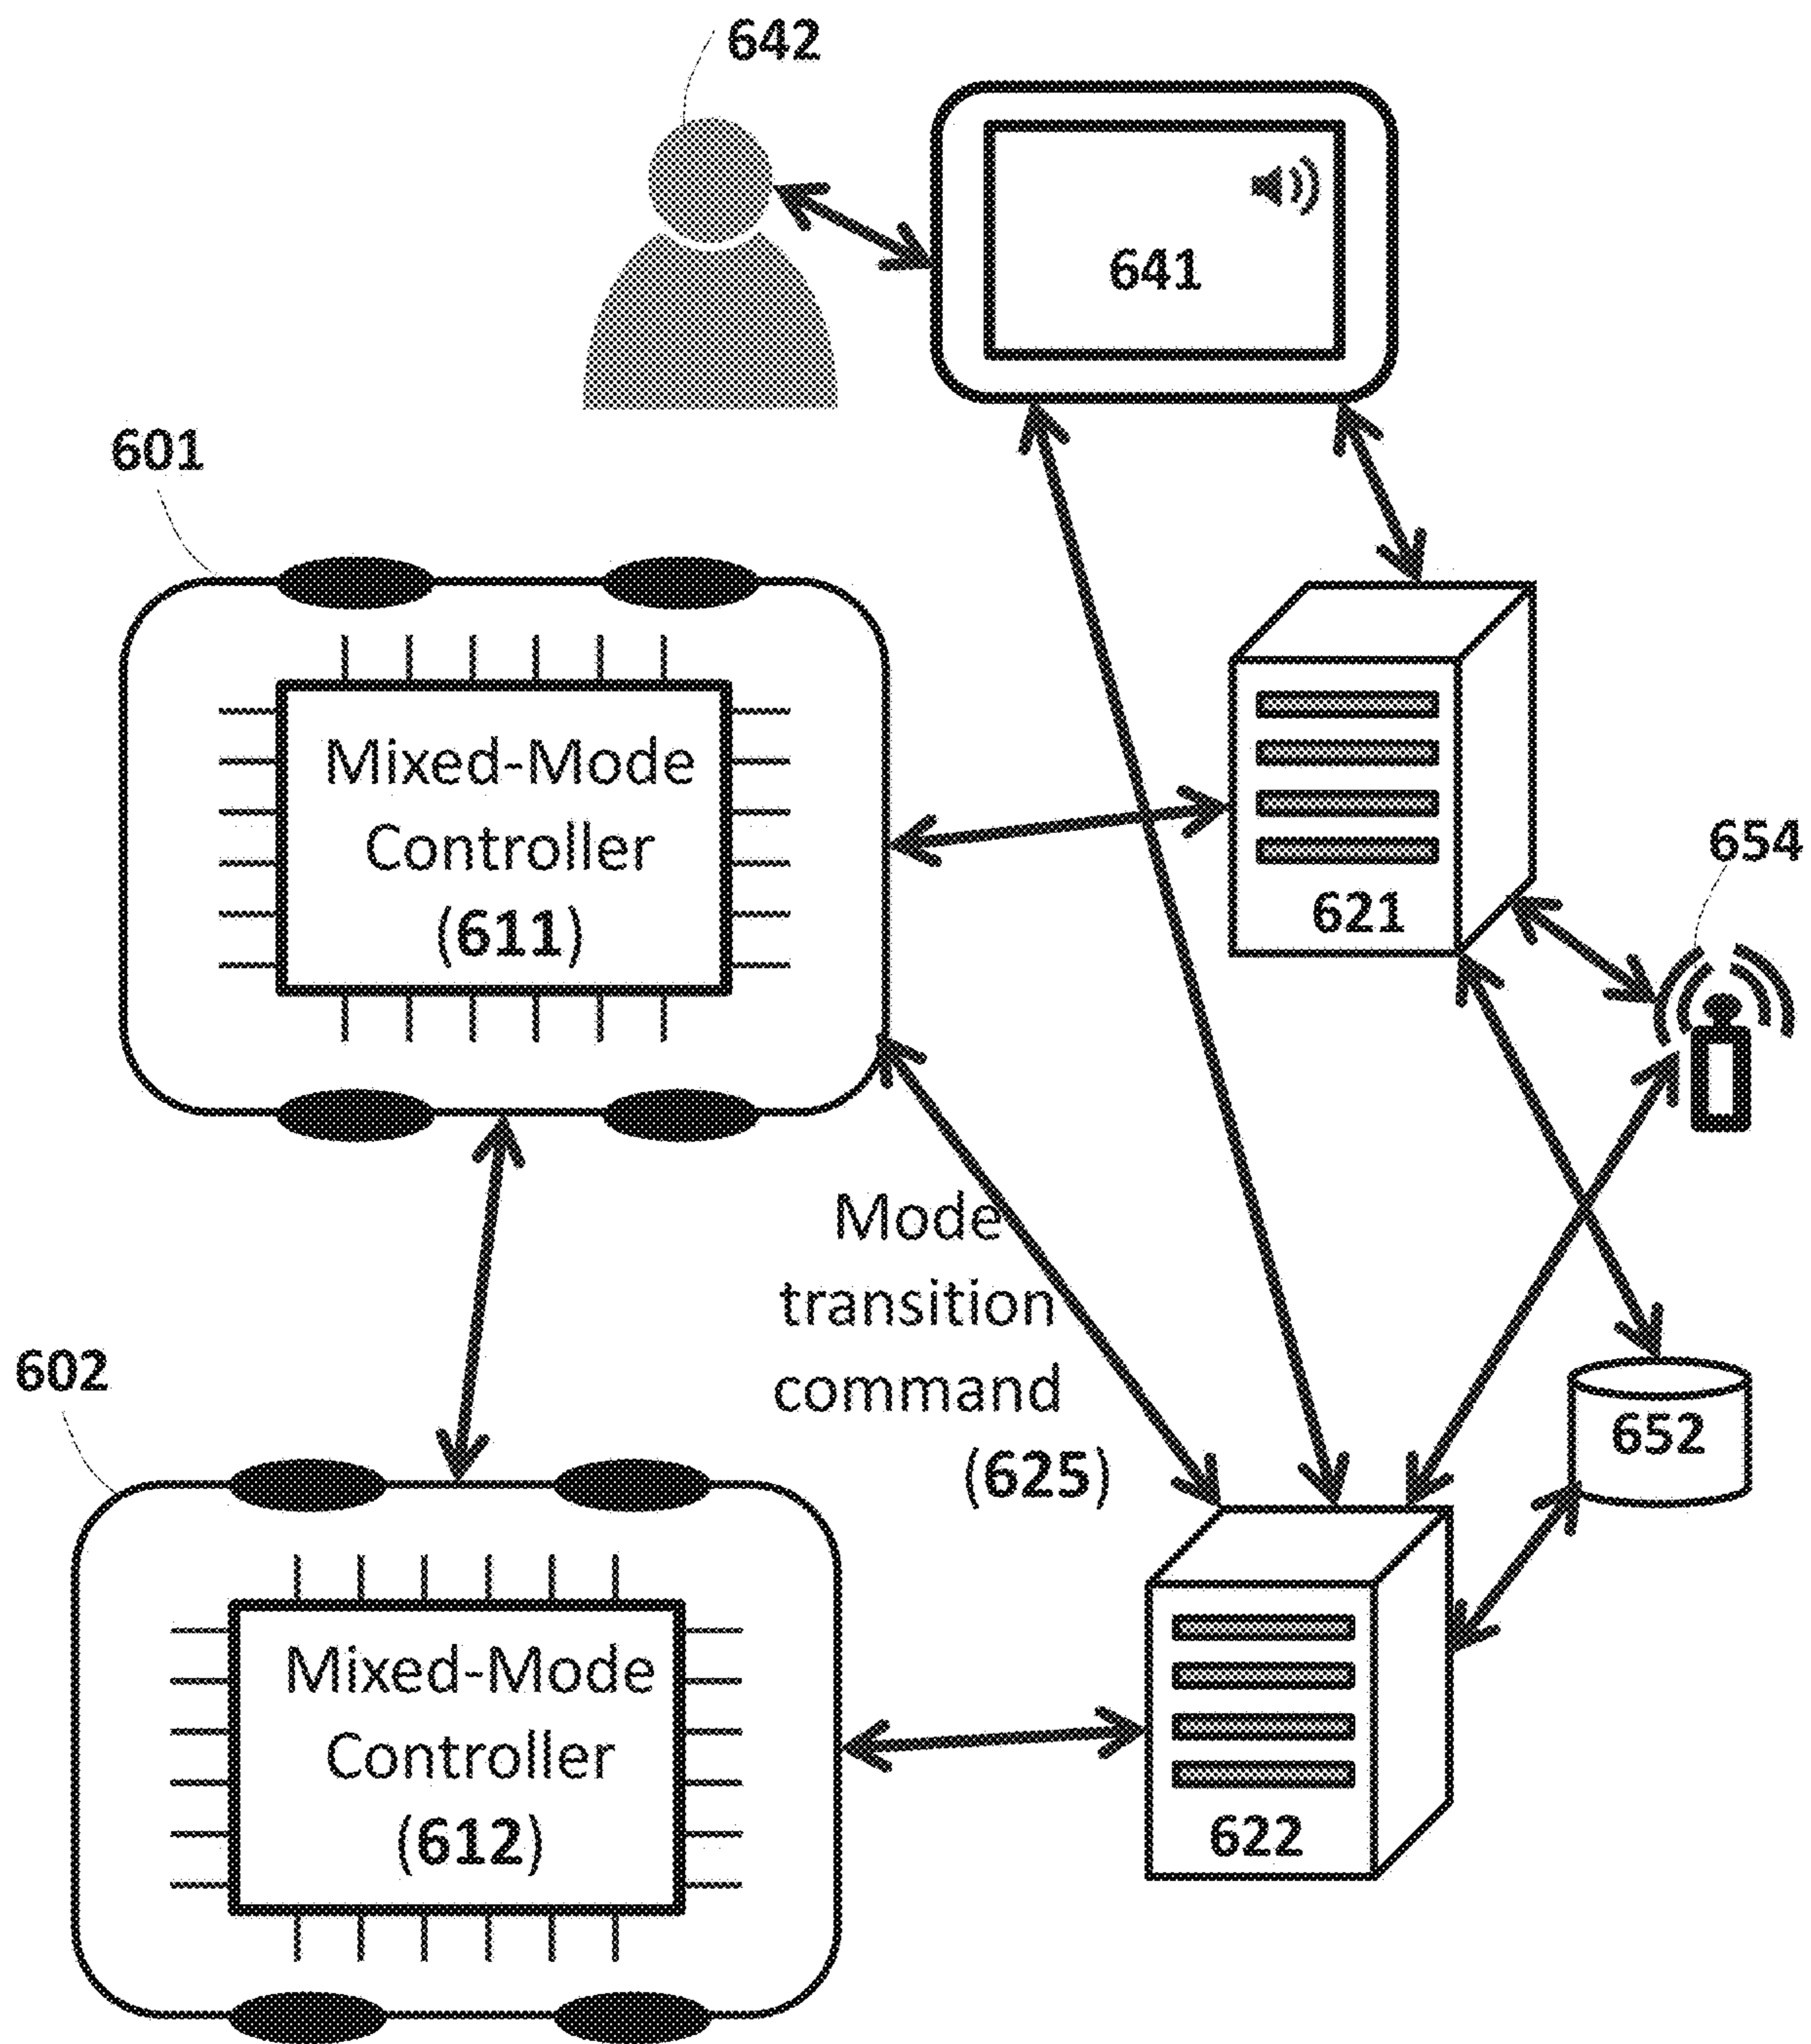 642
641
601
Mixed-Mode
Controller
(611)
621
654
Mode
transition
command
(625)
602
652
Mixed-Mode
Controller
(612)
622